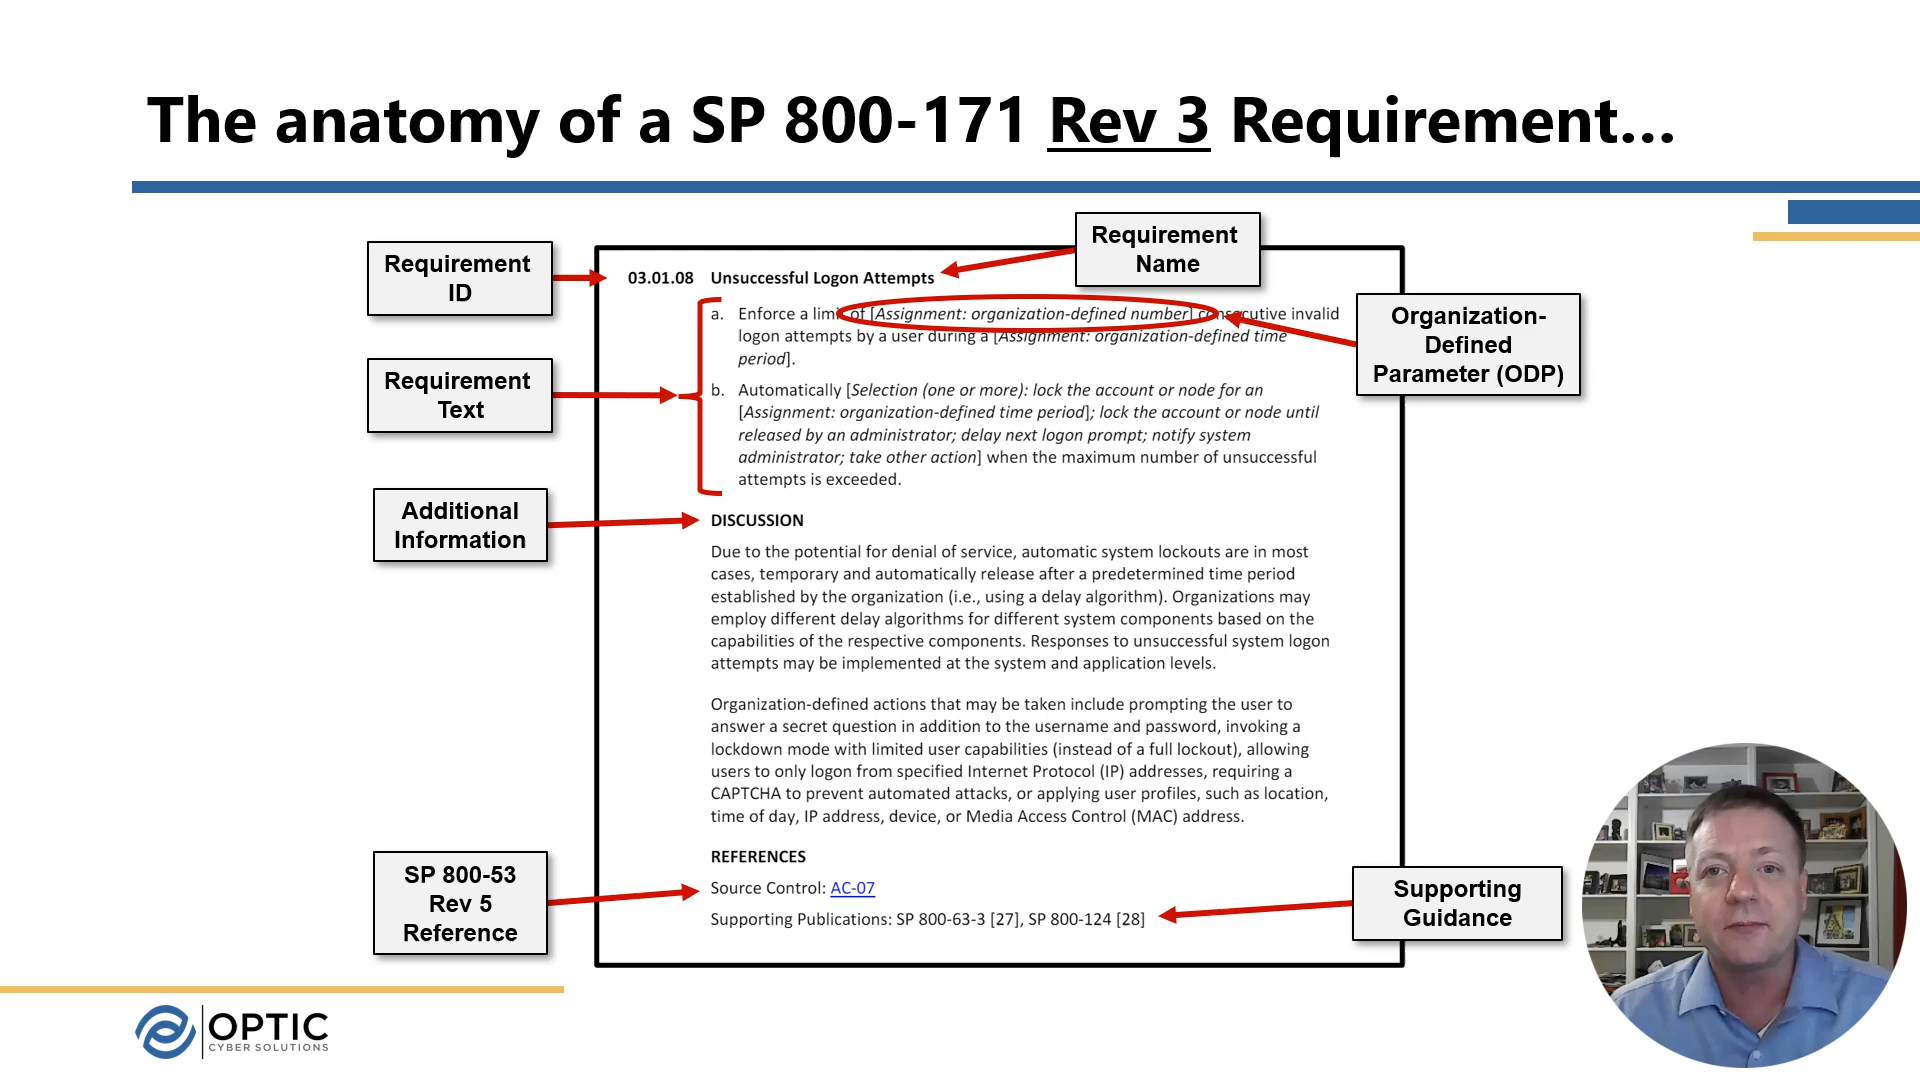 The anatomy of a SP 800-171 Rev 3 Requirement...
Requirement
Name
Requirement
ID
03.01.08 Unsuccessful Logon Attempts
Organization-
Defined
Parameter (ODP)
a. Enforce a limit of [Assignment: organization-defined number] consecutive invalid
logon attempts by a user during a [Assignment: organization-defined time
period].
Requirement
Text
b. Automatically [Selection (one or more): lock the account or node for an
[Assignment: organization-defined time period]; lock the account or node until
released by an administrator; delay next logon prompt; notify system
administrator; take other action] when the maximum number of unsuccessful
attempts is exceeded.
Additional
Information
DISCUSSION
Due to the potential for denial of service, automatic system lockouts are in most
cases, temporary and automatically release after a predetermined time period
established by the organization (i.e., using a delay algorithm). Organizations may
employ different delay algorithms for different system components based on the
capabilities of the respective components. Responses to unsuccessful system logon
attempts may be implemented at the system and application levels.
Organization-defined actions that may be taken include prompting the user to
answer a secret question in addition to the username and password, invoking a
lockdown mode with limited user capabilities (instead of a full lockout), allowing
users to only logon from specified Internet Protocol (IP) addresses, requiring a
CAPTCHA to prevent automated attacks, or applying user profiles, such as location,
time of day, IP address, device, or Media Access Control (MAC) address.
SP 800-53
Rev 5
Reference
REFERENCES
Source Control: AC-07
Supporting Publications: SP 800-63-3 [27], SP 800-124 [28]
Supporting
Guidance
OPTIC
CYBER SOLUTIONS